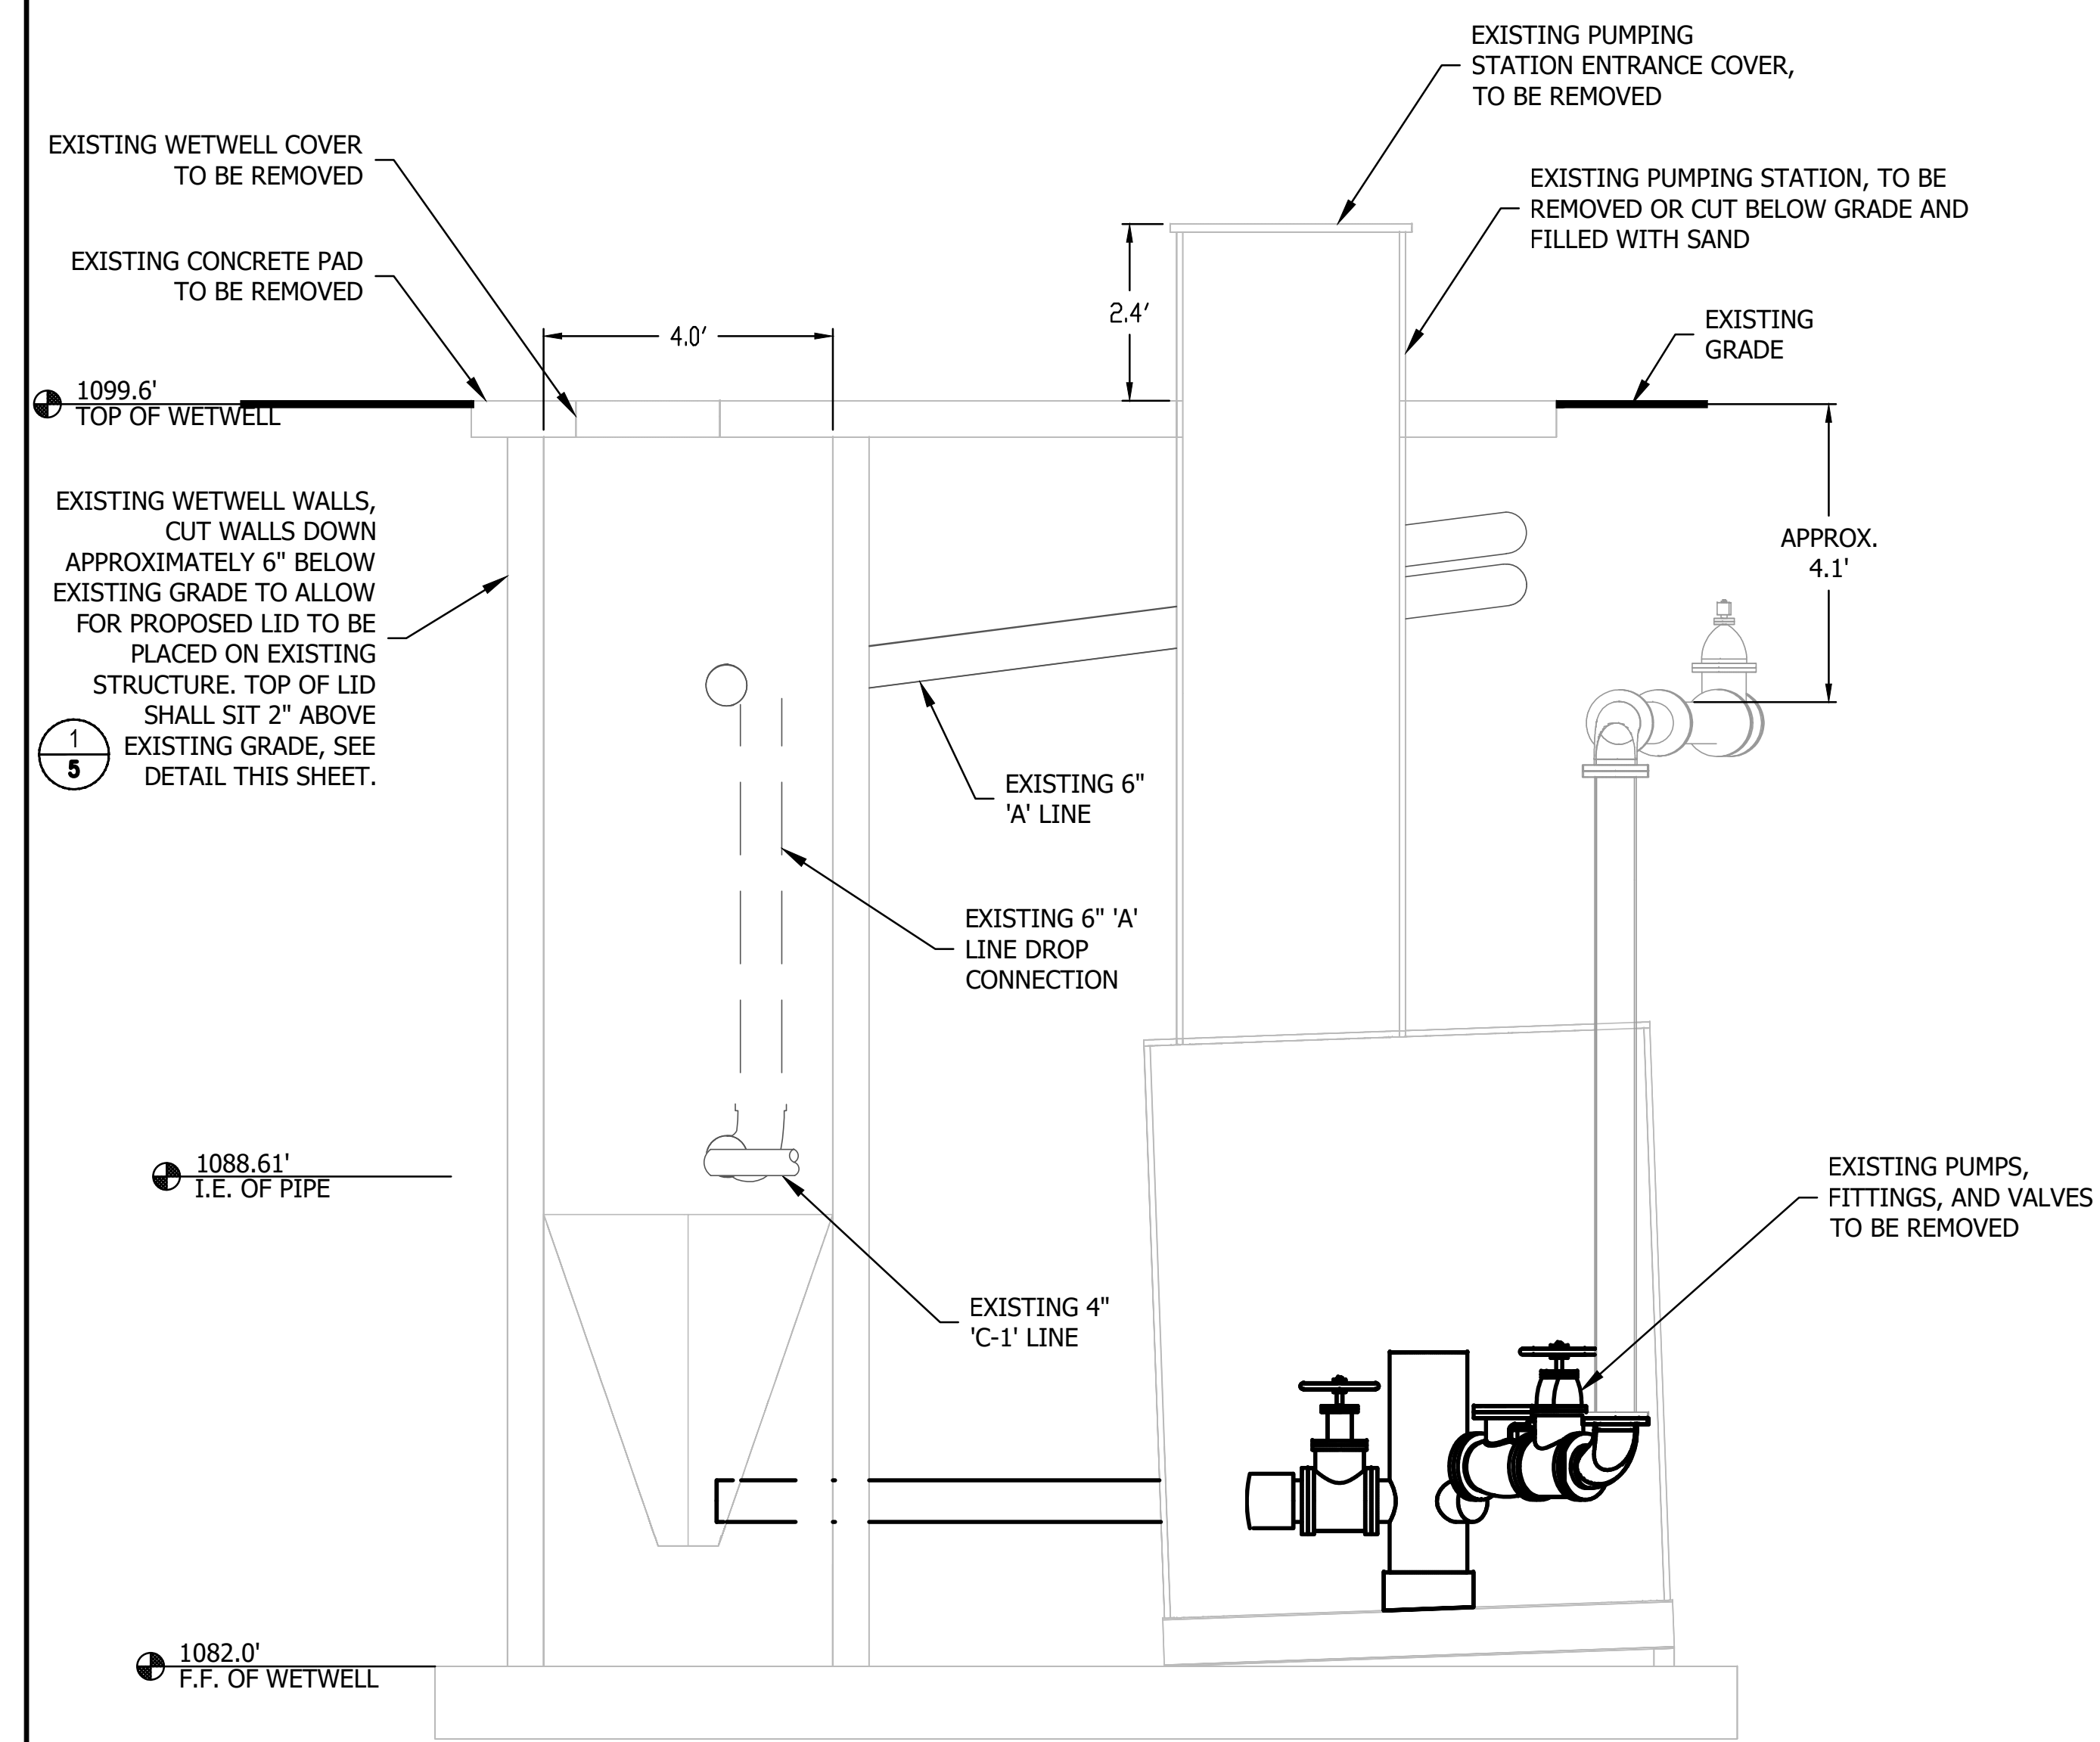 EXISTING PUMPING
STATION ENTRANCE COVER,
TO BE REMOVED
EXISTING WETWELL COVER
TO BE REMOVED
EXISTING PUMPING STATION, TO BE
REMOVED OR CUT BELOW GRADE AND
FILLED WITH SAND
EXISTING CONCRETE PAD
TO BE REMOVED
2.4'
4.0'
EXISTING
GRADE
1099.6'
TOP OF WETWELL
EXISTING WETWELL WALLS,
CUT WALLS DOWN
APPROXIMATELY 6" BELOW
EXISTING GRADE TO ALLOW
FOR PROPOSED LID TO BE
PLACED ON EXISTING
STRUCTURE. TOP OF LID
SHALL SIT 2" ABOVE
EXISTING GRADE, SEE
DETAIL THIS SHEET.
1
5
APPROX.
4.1'
EXISTING 6"
'A' LINE
EXISTING 6" 'A'
LINE DROP
CONNECTION
1088.61'
I.E. OF PIPE
EXISTING PUMPS,
FITTINGS, AND VALVES
TO BE REMOVED
EXISTING 4"
'C-1' LINE
1082.0'
F.F. OF WETWELL